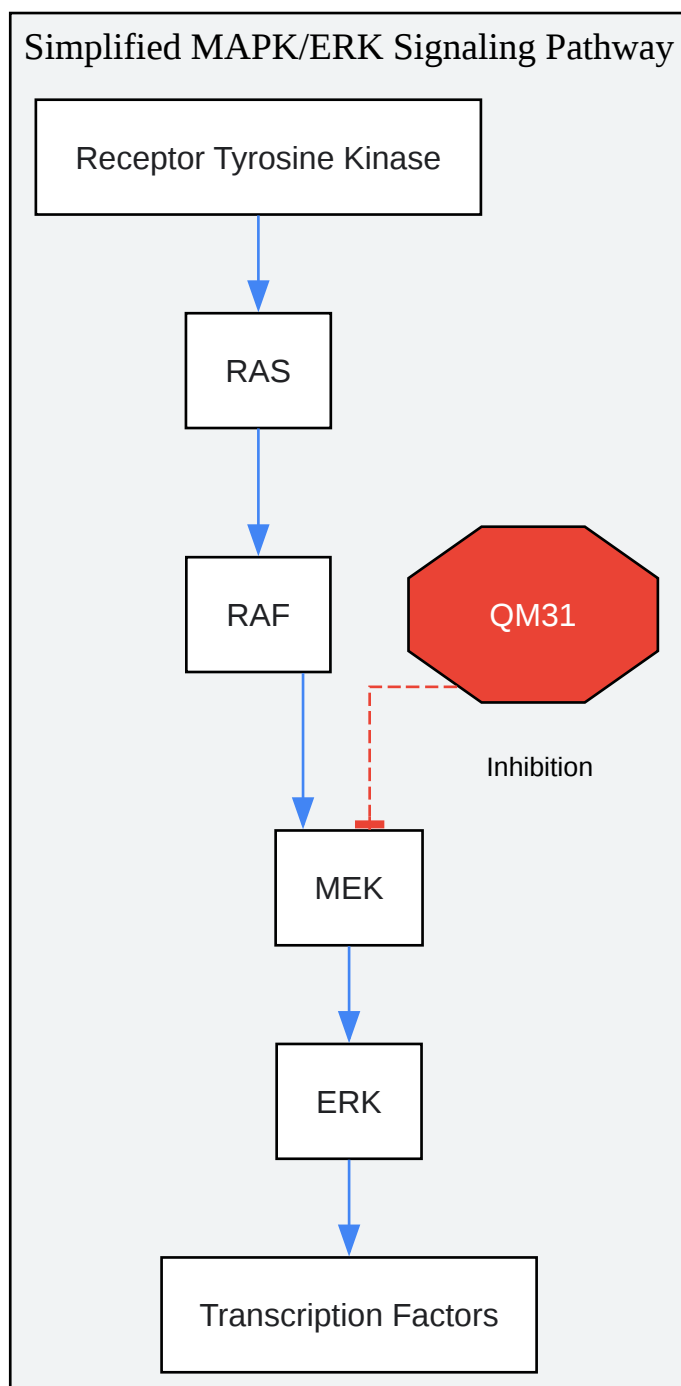 Simplified MAPK/ERK Signaling Pathway
Receptor Tyrosine Kinase
RAS
RAF
QM31
Inhibition
MEK
ERK
Transcription Factors